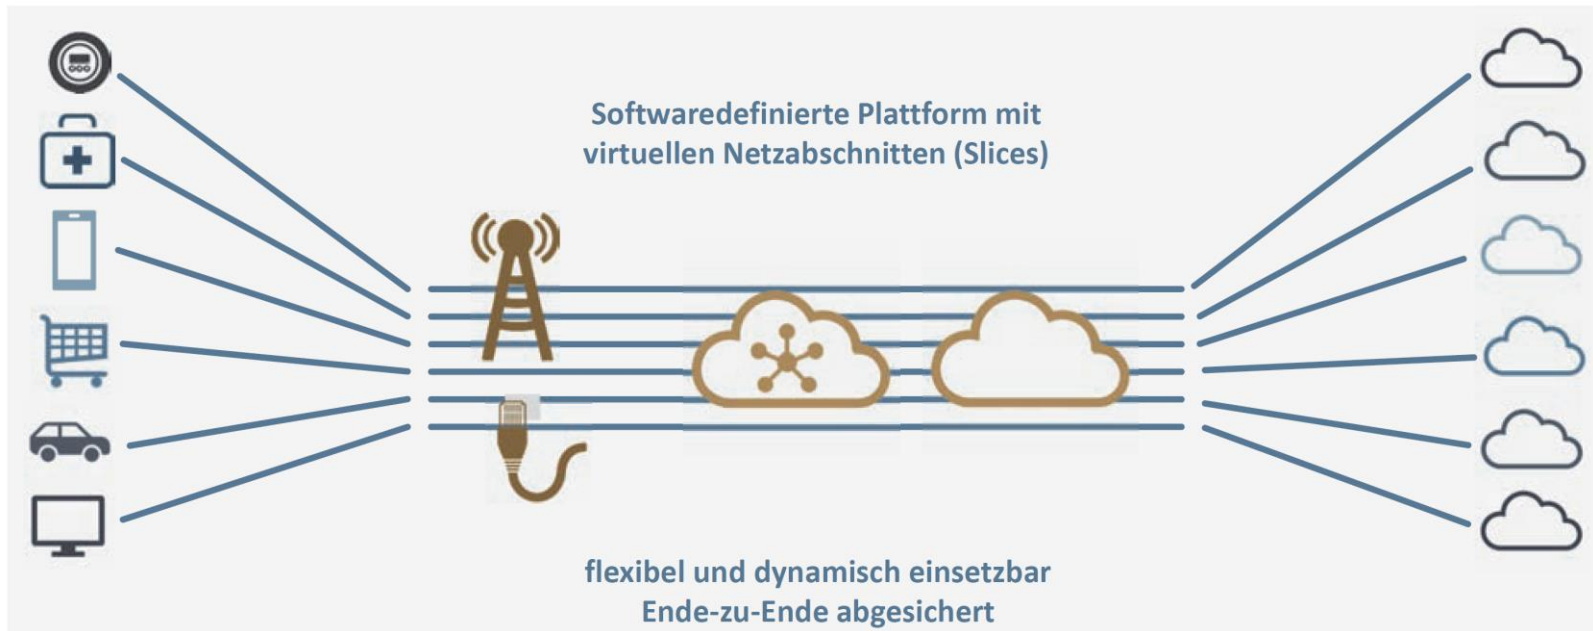 Softwaredefinierte Plattform mit
virtuellen Netzabschnitten (Slices)
flexibel und dynamisch einsetzbar
Ende-zu-Ende abgesichert